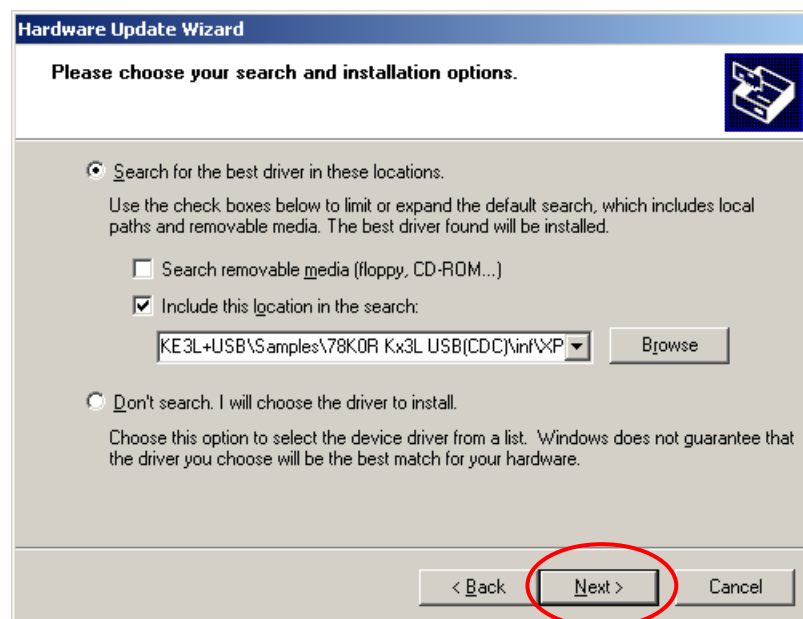 Hardware Update Wizard
Please choose your search and installation options.
Search for the best driver in these locations.
Use the check boxes below to limit or expand the default search, which includes local
paths and removable media. The best driver found will be installed.
Search removable media (floppy, CD-ROM...)
Include this location in the search:
KE3L+USB\Samples\78K0R Kx3L USB(CDC)\inf\XP
Browse
Don't search. I will choose the driver to install.
Choose this option to select the device driver from a list. Windows does not guarantee that
the driver you choose will be the best match for your hardware.
< Back
Next >
Cancel